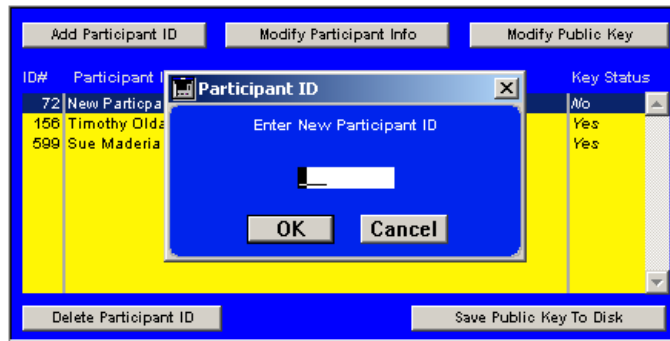 Add Participant ID Modify Participant Info Modify Public Key
ID# Participant Key Status
Participant ID
72 New Particpa No
156 Timothy Olda Yes
599 Sue Maderia Yes
Enter New Participant ID
OK Cancel
Delete Participant ID Save Public Key To Disk